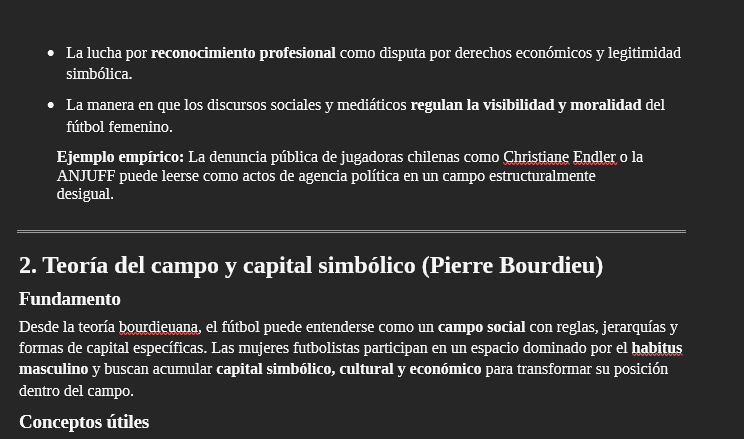 • La lucha por reconocimiento profesional como disputa por derechos económicos y legitimidad
simbólica.
• La manera en que los discursos sociales y mediáticos regulan la visibilidad y moralidad del
fútbol femenino.
Ejemplo empírico: La denuncia pública de jugadoras chilenas como Christiane Endler o la
ANJUFF puede leerse como actos de agencia política en un campo estructuralmente
desigual.
2. Teoría del campo y capital simbólico (Pierre Bourdieu)
Fundamento
Desde la teoría bourdieuana, el fútbol puede entenderse como un campo social con reglas, jerarquías y
formas de capital específicas. Las mujeres futbolistas participan en un espacio dominado por el habitus
masculino y buscan acumular capital simbólico, cultural y económico para transformar su posición
dentro del campo.
Conceptos útiles